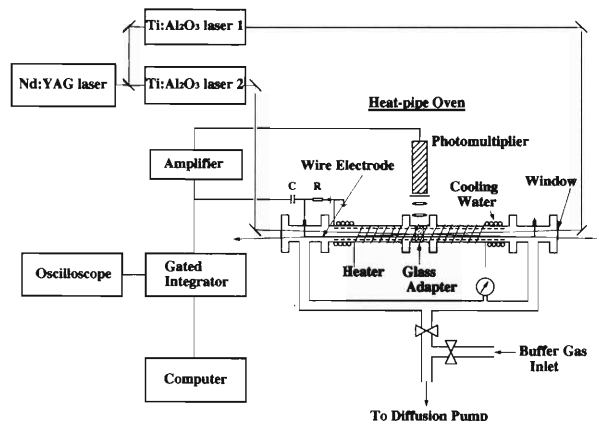 Ti:Al2O3 laser 1
Nd:YAG laser
Ti:Al2O3 laser 2
Heat-pipe Oven
Photomultiplier
Amplifier
Wire Electrode
Window
C
R
Cooling
Water
Oscilloscope
Gated
Integrator
Heater
Glass
Adapter
Buffer Gas
Inlet
Computer
To Diffusion Pump